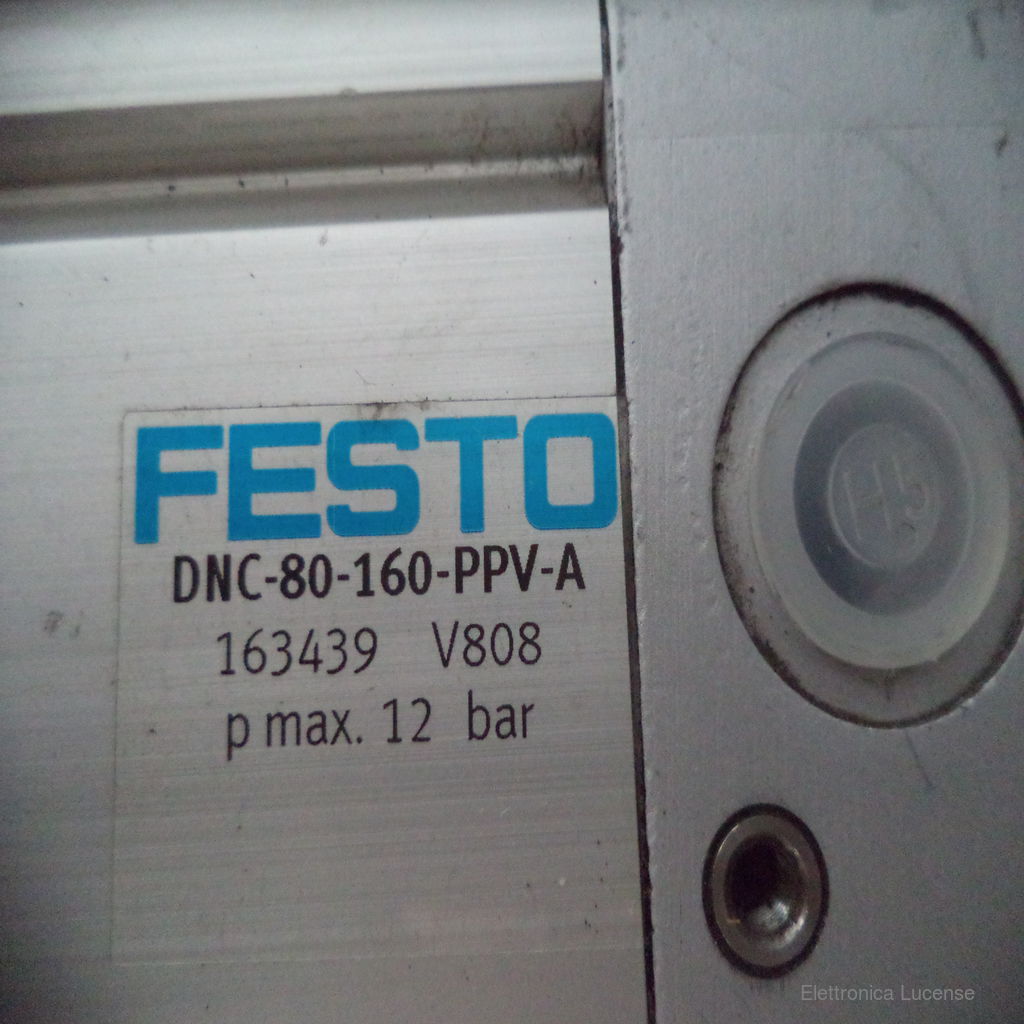 FESTO
DNC-80-160-PPV-A
163439 V808
p max. 12 bar
Elettronica Lucense